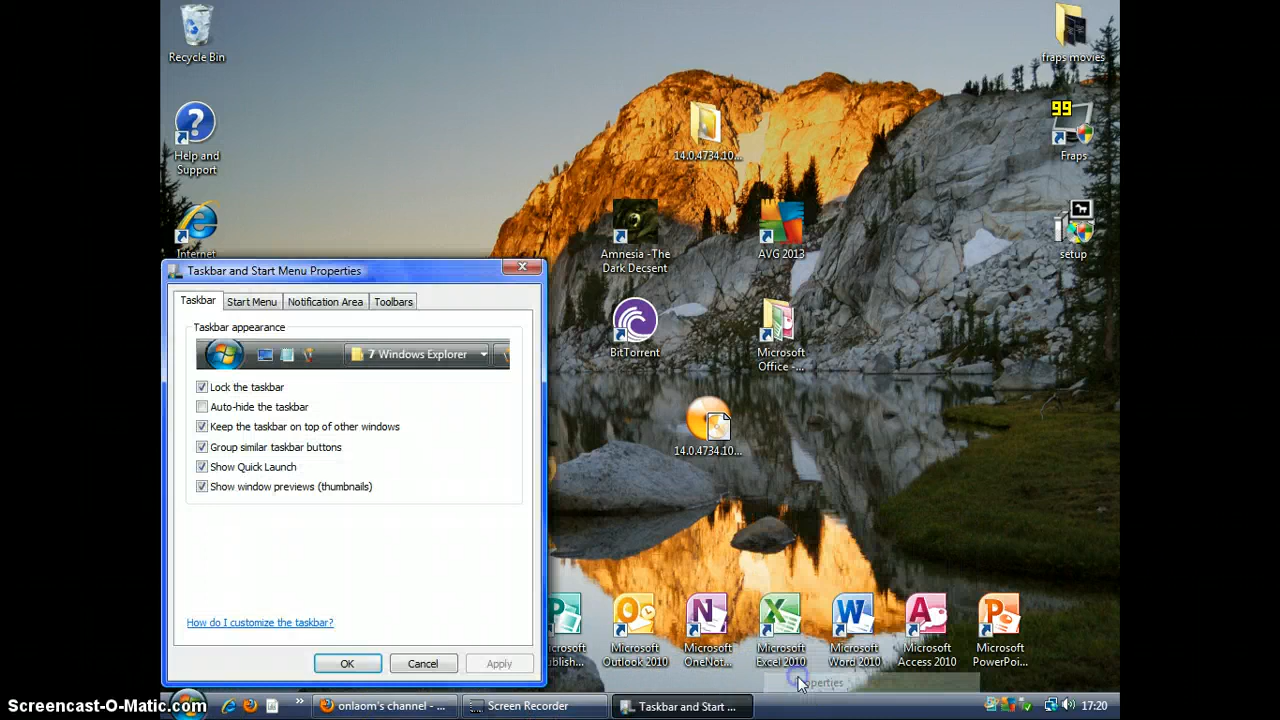 Recycle Bin
fraps movies
Help and
Support
14.0.4734.10...
99
Fraps
Internet
Amnesia -The
Dark Decsent
AVG 2013
setup
Taskbar and Start Menu Properties
Taskbar
Start Menu
Notification Area
Toolbars
Taskbar appearance
7 Windows Explorer
Lock the taskbar
Auto-hide the taskbar
Keep the taskbar on top of other windows
Group similar taskbar buttons
Show Quick Launch
Show window previews (thumbnails)
How do I customize the taskbar?
OK
Cancel
Apply
BitTorrent
Microsoft
Office -...
14.0.4734.10...
Microsoft
Outlook 2010
Microsoft
OneNot...
Microsoft
Excel 2010
Microsoft
Word 2010
Microsoft
Access 2010
Microsoft
PowerPoi...
Properties
Screencast-O-Matic.com
onlaom's channel - ...
Screen Recorder
Taskbar and Start ...
17:20